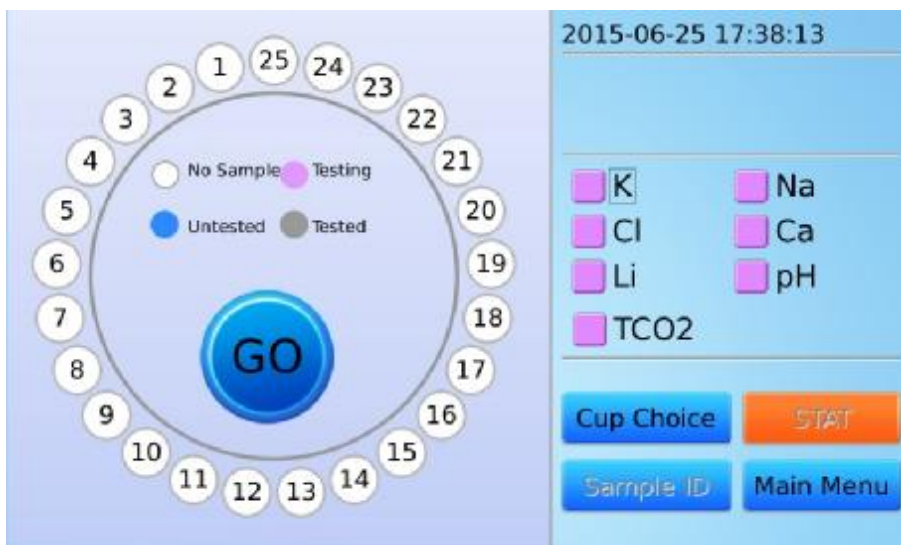 2015-06-25 17:38:13
1
25
24
23
22
21
20
19
18
17
16
15
14
13
12
11
10
9
8
7
6
5
4
3
2
No Sample
Testing
Untested
Tested
GO
K
Na
Cl
Ca
Li
pH
TCO2
Cup Choice
STAT
Sample ID
Main Menu